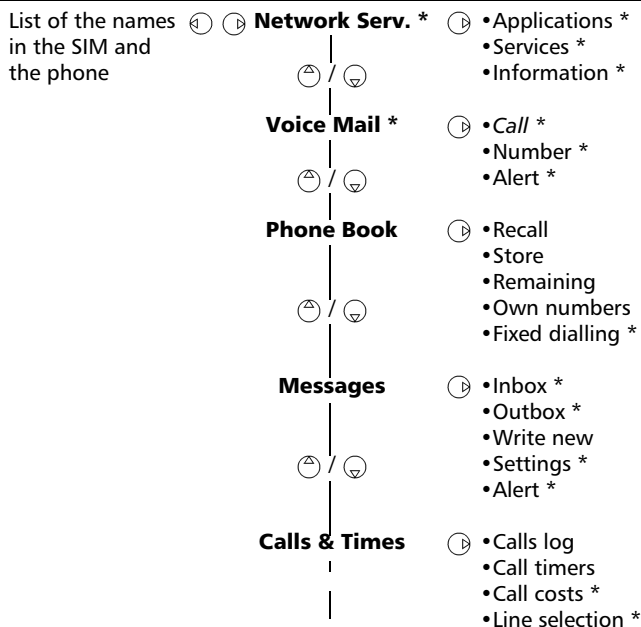 List of the names
in the SIM and
the phone
Network Serv. *
•Applications *
•Services *
•Information *
/
Voice Mail *
•Call *
•Number *
•Alert *
/
Phone Book
•Recall
•Store
•Remaining
•Own numbers
•Fixed dialling *
/
Messages
•Inbox *
•Outbox *
•Write new
•Settings *
•Alert *
/
Calls & Times
•Calls log
•Call timers
•Call costs *
•Line selection *